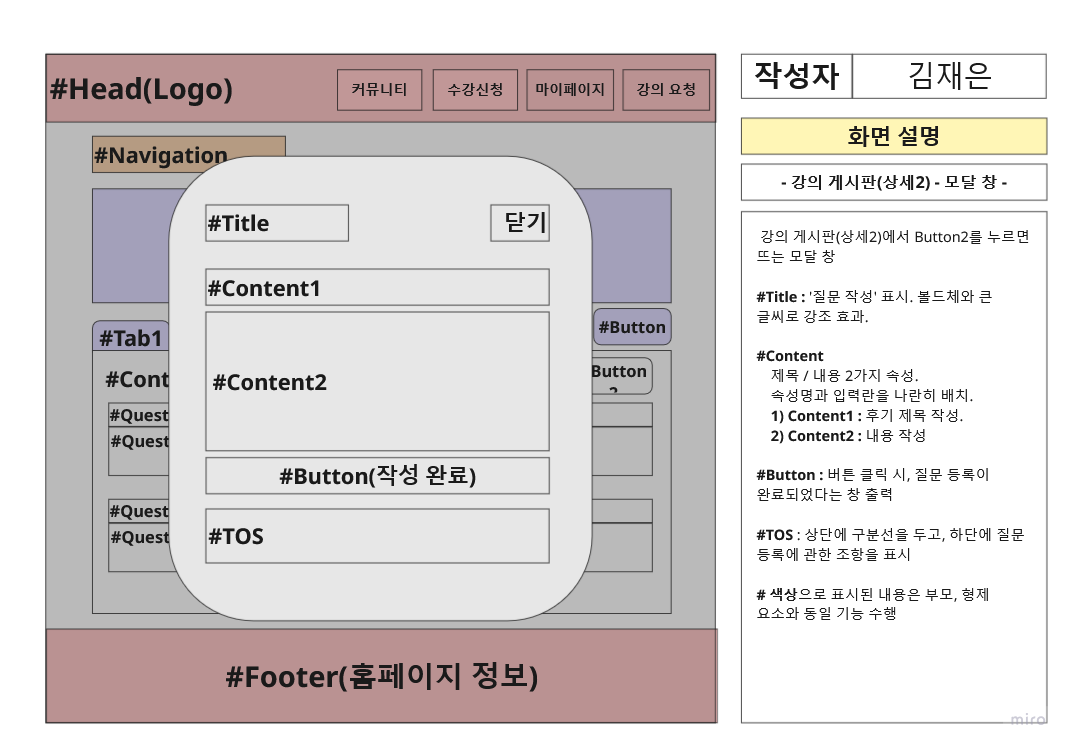 #Head(Logo)
커뮤니티
수강신청
마이페이지
강의 요청
#Navigation
#Title
닫기
#Content1
#Content2
#Button(작성 완료)
#TOS
#Tab1
#Button
#Cont
Button
2
#Quest
#Quest
#Quest
#Quest
#Footer(홈페이지 정보)
작성자
김재은
화면 설명
- 강의 게시판(상세2) - 모달 창 -
강의 게시판(상세2)에서 Button2를 누르면
뜨는 모달 창
#Title : '질문 작성' 표시. 볼드체와 큰
글씨로 강조 효과.
#Content
제목 / 내용 2가지 속성.
속성명과 입력란을 나란히 배치.
1) Content1 : 후기 제목 작성.
2) Content2 : 내용 작성
#Button : 버튼 클릭 시, 질문 등록이
완료되었다는 창 출력
#TOS : 상단에 구분선을 두고, 하단에 질문
등록에 관한 조항을 표시
# 색상으로 표시된 내용은 부모, 형제
요소와 동일 기능 수행
miro